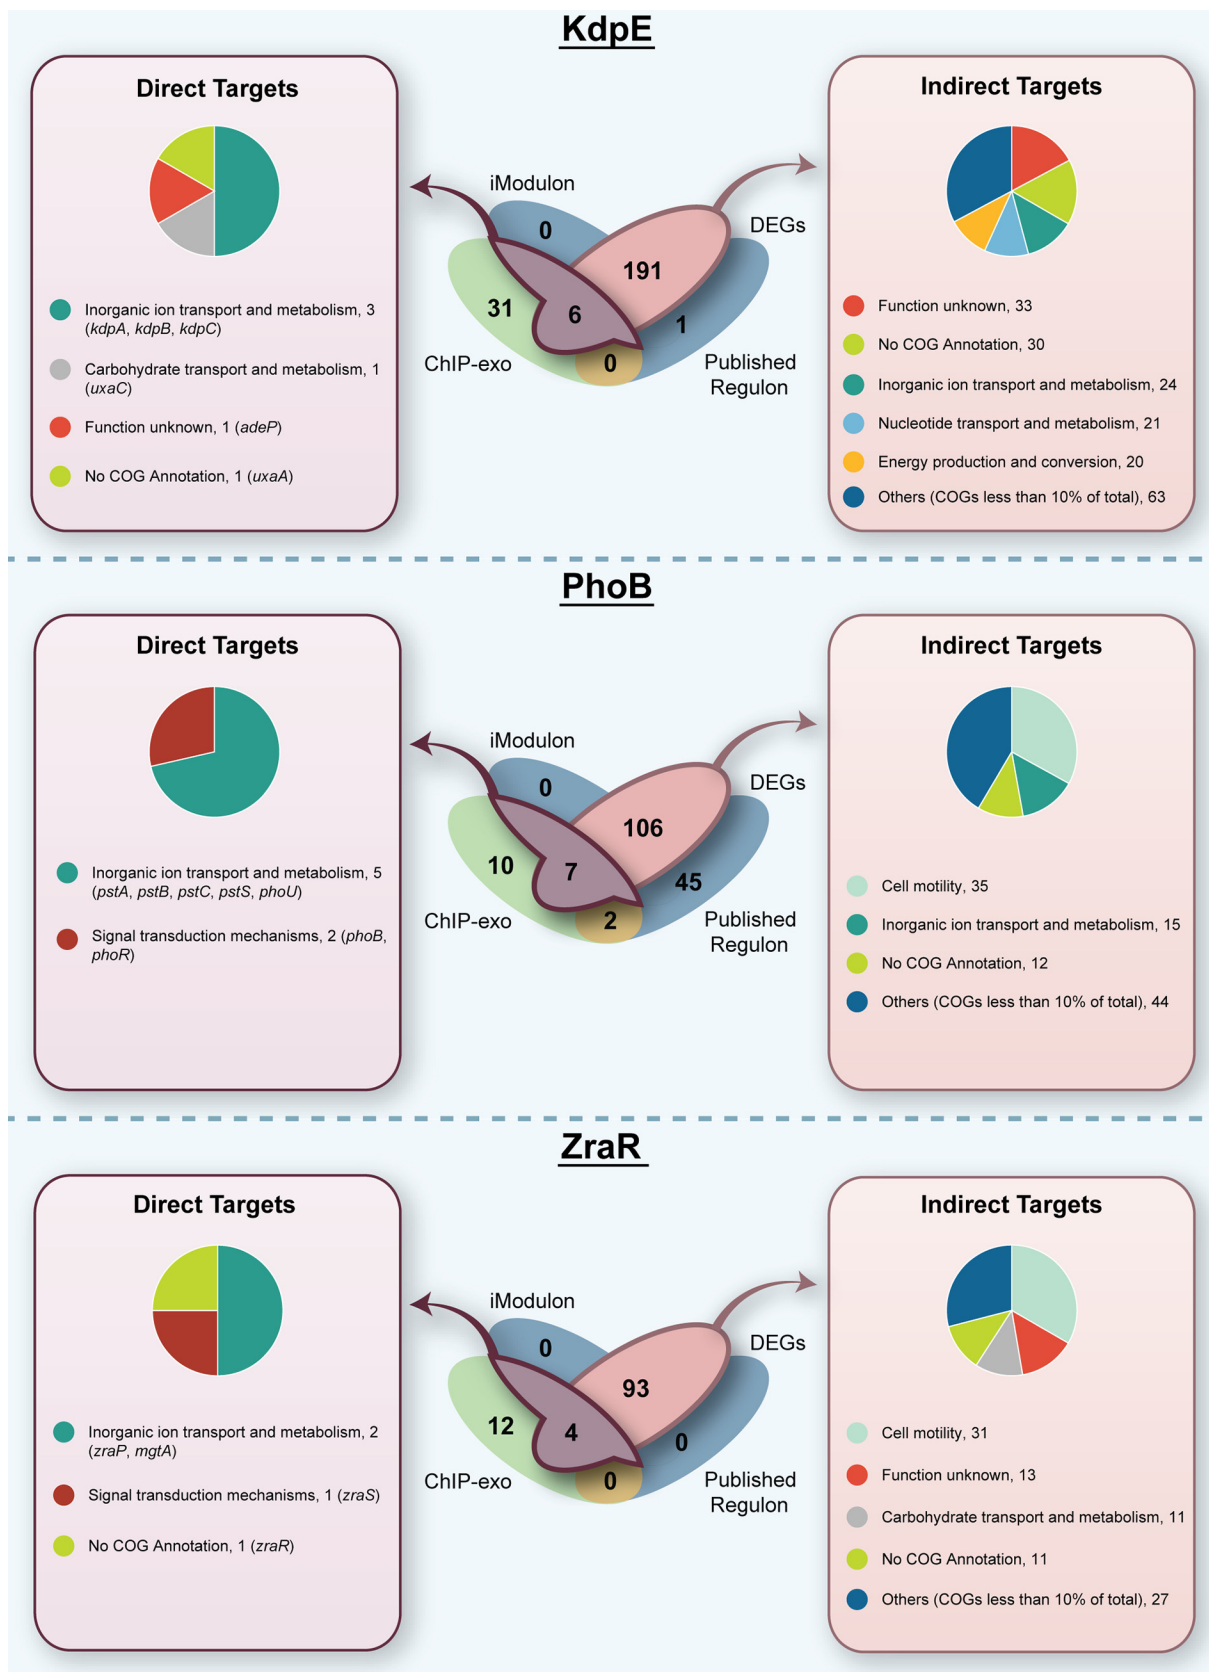 KdpE
Direct Targets
Inorganic ion transport and metabolism, 3
(kdpA, kdpB, kdpC)
Carbohydrate transport and metabolism, 1
(uxaC)
Function unknown, 1 (adeP)
No COG Annotation, 1 (uxaA)
iModulon
DEGs
0
191
31
6
1
0
ChIP-exo
Published
Regulon
Indirect Targets
Function unknown, 33
No COG Annotation, 30
Inorganic ion transport and metabolism, 24
Nucleotide transport and metabolism, 21
Energy production and conversion, 20
Others (COGs less than 10% of total), 63
PhoB
Direct Targets
Inorganic ion transport and metabolism, 5
(pstA, pstB, pstC, pstS, phoU)
Signal transduction mechanisms, 2 (phoB,
phoR)
iModulon
DEGs
0
106
10
7
45
2
ChIP-exo
Published
Regulon
Indirect Targets
Cell motility, 35
Inorganic ion transport and metabolism, 15
No COG Annotation, 12
Others (COGs less than 10% of total), 44
ZraR
Direct Targets
Inorganic ion transport and metabolism, 2
(zraP, mgtA)
Signal transduction mechanisms, 1 (zraS)
No COG Annotation, 1 (zraR)
iModulon
DEGs
0
93
12
4
0
0
ChIP-exo
Published
Regulon
Indirect Targets
Cell motility, 31
Function unknown, 13
Carbohydrate transport and metabolism, 11
No COG Annotation, 11
Others (COGs less than 10% of total), 27